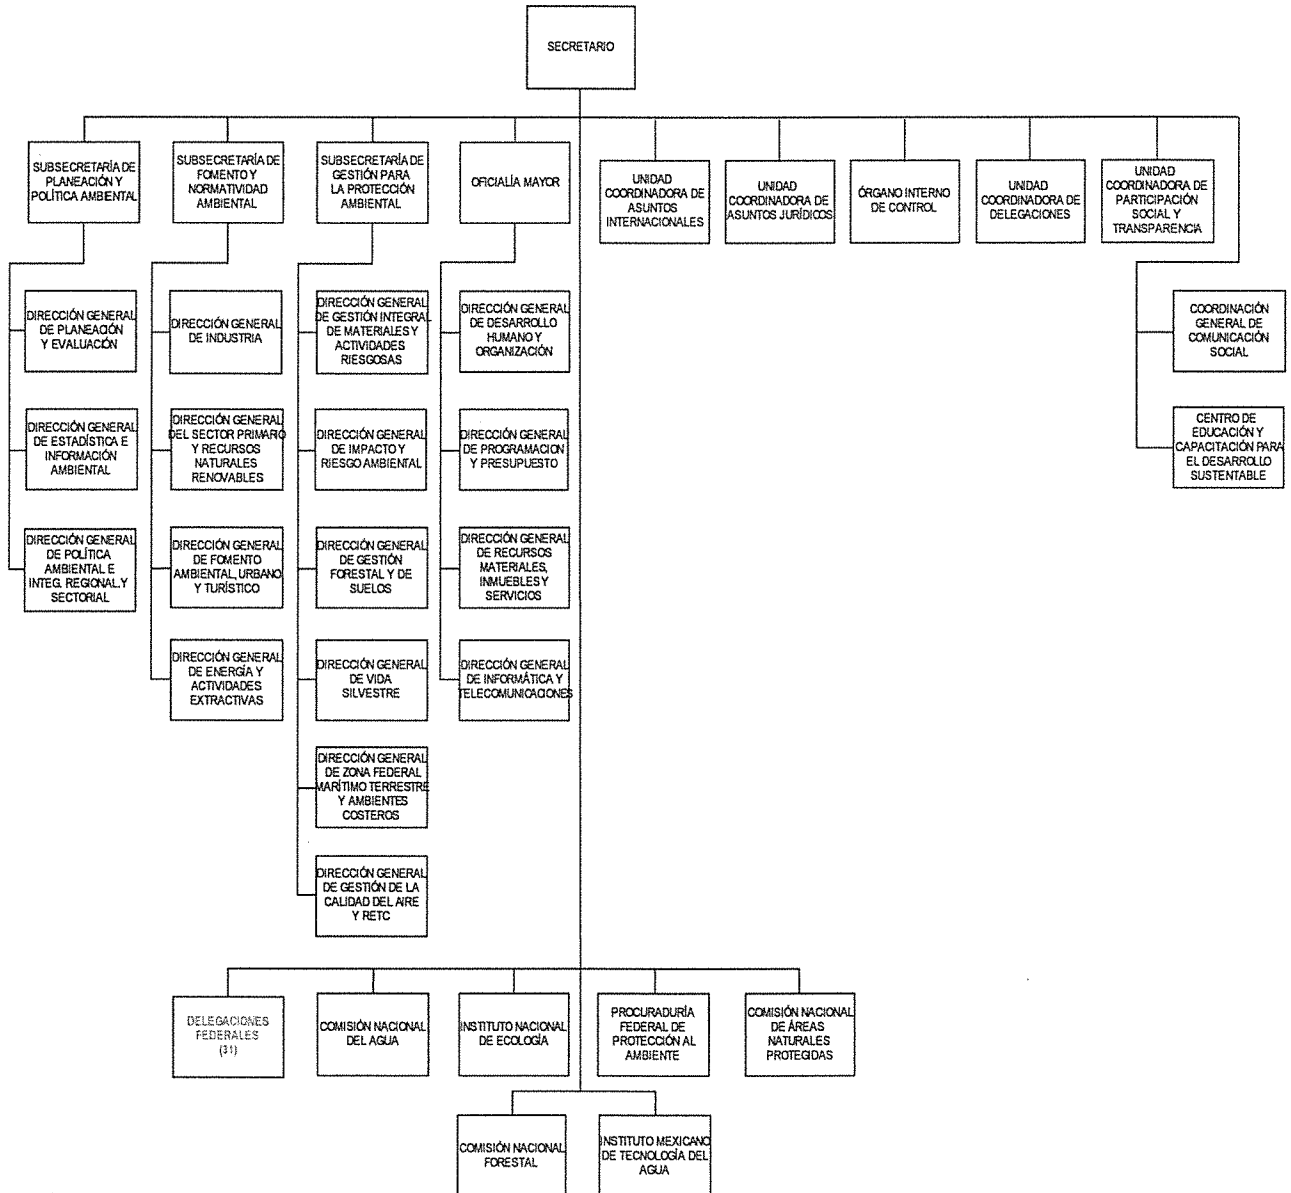 SECRETARIO
SUBSECRETARÍA DE
PLANEACIÓN Y
POLÍTICA AMBIENTAL
SUBSECRETARÍA DE
FOMENTO Y
NORMATIVIDAD
AMBIENTAL
SUBSECRETARÍA DE
GESTIÓN PARA
LA PROTECCIÓN
AMBIENTAL
OFICIALÍA MAYOR
UNIDAD
COORDINADORA DE
ASUNTOS
INTERNACIONALES
UNIDAD
COORDINADORA DE
ASUNTOS JURÍDICOS
ÓRGANO INTERNO
DE CONTROL
UNIDAD
COORDINADORA DE
DELEGACIONES
UNIDAD
COORDINADORA DE
PARTICIPACIÓN
SOCIAL Y
TRANSPARENCIA
DIRECCIÓN GENERAL
DE PLANEACIÓN
Y EVALUACIÓN
DIRECCIÓN GENERAL
DE INDUSTRIA
DIRECCIÓN GENERAL
DE GESTIÓN INTEGRAL
DE MATERIALES Y
ACTIVIDADES
RIESGOSAS
DIRECCIÓN GENERAL
DE DESARROLLO
HUMANO Y
ORGANIZACIÓN
COORDINACIÓN
GENERAL DE
COMUNICACIÓN
SOCIAL
DIRECCIÓN GENERAL
DE ESTADÍSTICA E
INFORMACIÓN
AMBIENTAL
DIRECCIÓN GENERAL
DEL SECTOR PRIMARIO
Y RECURSOS
NATURALES
RENOVABLES
DIRECCIÓN GENERAL
DE IMPACTO Y
RIESGO AMBIENTAL
DIRECCIÓN GENERAL
DE PROGRAMACION
Y PRESUPUESTO
CENTRO DE
EDUCACIÓN Y
CAPACITACIÓN PARA
EL DESARROLLO
SUSTENTABLE
DIRECCIÓN GENERAL
DE POLÍTICA
AMBIENTAL E
INTEG. REGIONAL.Y
SECTORIAL
DIRECCIÓN GENERAL
DE FOMENTO
AMBIENTAL, URBANO
Y TURÍSTICO
DIRECCIÓN GENERAL
DE GESTIÓN
FORESTAL Y DE
SUELOS
DIRECCIÓN GENERAL
DE RECURSOS
MATERIALES,
INMUEBLES Y
SERVICIOS
DIRECCIÓN GENERAL
DE ENERGÍA Y
ACTIVIDADES
EXTRACTIVAS
DIRECCIÓN GENERAL
DE VIDA
SILVESTRE
DIRECCIÓN GENERAL
DE INFORMÁTICA Y
TELECOMUNICACIONES
DIRECCIÓN GENERAL
DE ZONA FEDERAL
MARÍTIMO TERRESTRE
Y AMBIENTES
COSTEROS
DIRECCIÓN GENERAL
DE GESTIÓN DE LA
CALIDAD DEL AIRE
Y RETC
DELEGACIONES
FEDERALES
(31)
COMISIÓN NACIONAL
DEL AGUA
INSTITUTO NACIONAL
DE ECOLOGÍA
PROCURADURÍA
FEDERAL DE
PROTECCIÓN AL
AMBIENTE
COMISIÓN NACIONAL
DE ÁREAS
NATURALES
PROTEGIDAS
COMISIÓN NACIONAL
FORESTAL
INSTITUTO MEXICANO
DE TECNOLOGÍA DEL
AGUA